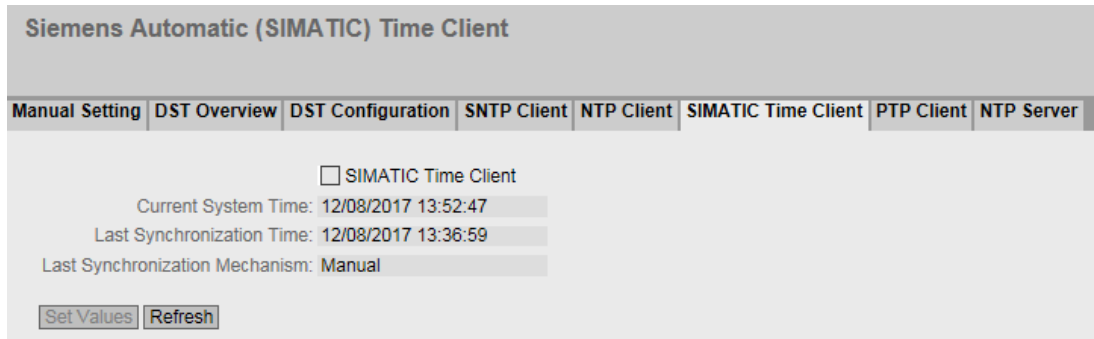 Siemens Automatic (SIMATIC) Time Client
Manual Setting DST Overview DST Configuration SNTP Client NTP Client SIMATIC Time Client PTP Client NTP Server
SIMATIC Time Client
Current System Time: 12/08/2017 13:52:47
Last Synchronization Time: 12/08/2017 13:36:59
Last Synchronization Mechanism: Manual
Set Values Refresh